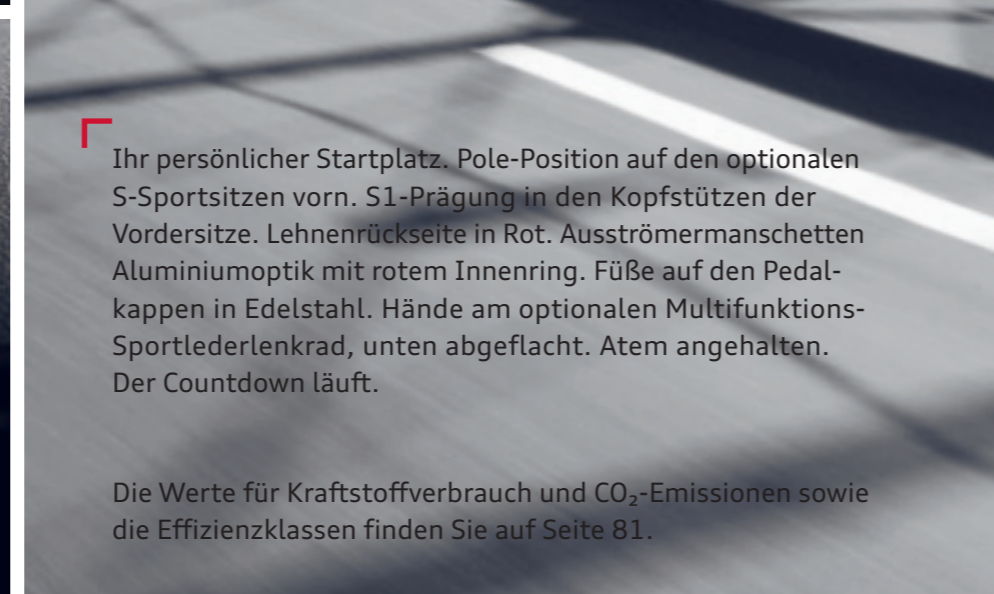 Ihr persönlicher Startplatz. Pole-Position auf den optionalen
S-Sportsitzen vorn. S1-Prägung in den Kopfstützen der
Vordersitze. Lehnenrückseite in Rot. Ausströmermanschetten
Aluminiumoptik mit rotem Innenring. Füße auf den Pedal-
kappen in Edelstahl. Hände am optionalen Multifunktions-
Sportlederlenkrad, unten abgeflacht. Atem angehalten.
Der Countdown läuft.
Die Werte für Kraftstoffverbrauch und CO₂-Emissionen sowie
die Effizienzklassen finden Sie auf Seite 81.